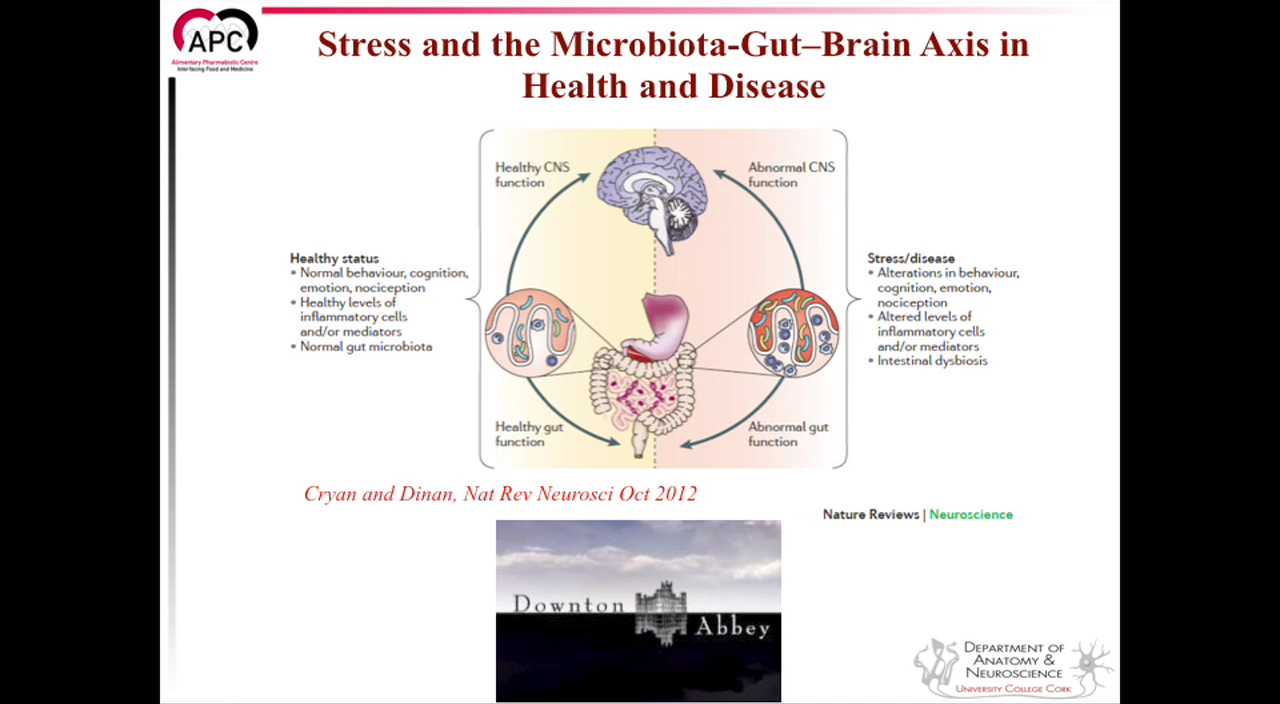 APC
Alimentary Pharmabiotic Centre
Interfacing Food and Medicine
Stress and the Microbiota-Gut–Brain Axis in
Health and Disease
Healthy CNS
function
Abnormal CNS
function
Healthy status
• Normal behaviour, cognition,
emotion, nociception
• Healthy levels of
inflammatory cells
and/or mediators
• Normal gut microbiota
Stress/disease
• Alterations in behaviour,
cognition, emotion,
nociception
• Altered levels of
inflammatory cells
and/or mediators
• Intestinal dysbiosis
Healthy gut
function
Abnormal gut
function
Cryan and Dinan, Nat Rev Neurosci Oct 2012
Nature Reviews | Neuroscience
Downton
Abbey
DEPARTMENT OF
ANATOMY &
NEUROSCIENCE
UNIVERSITY COLLEGE CORK